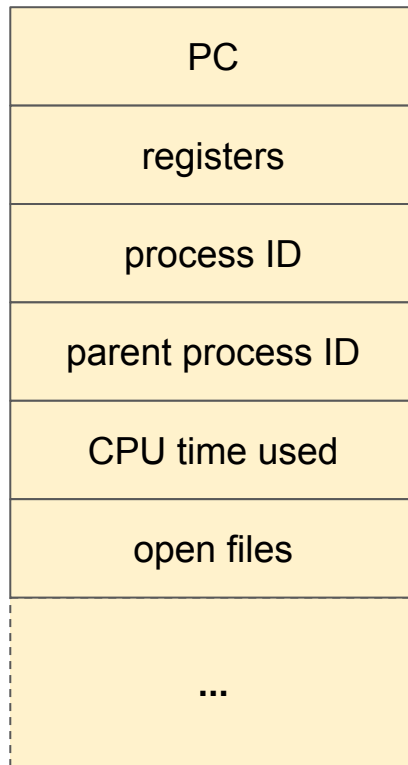 PC
registers
process ID
parent process ID
CPU time used
open files
...